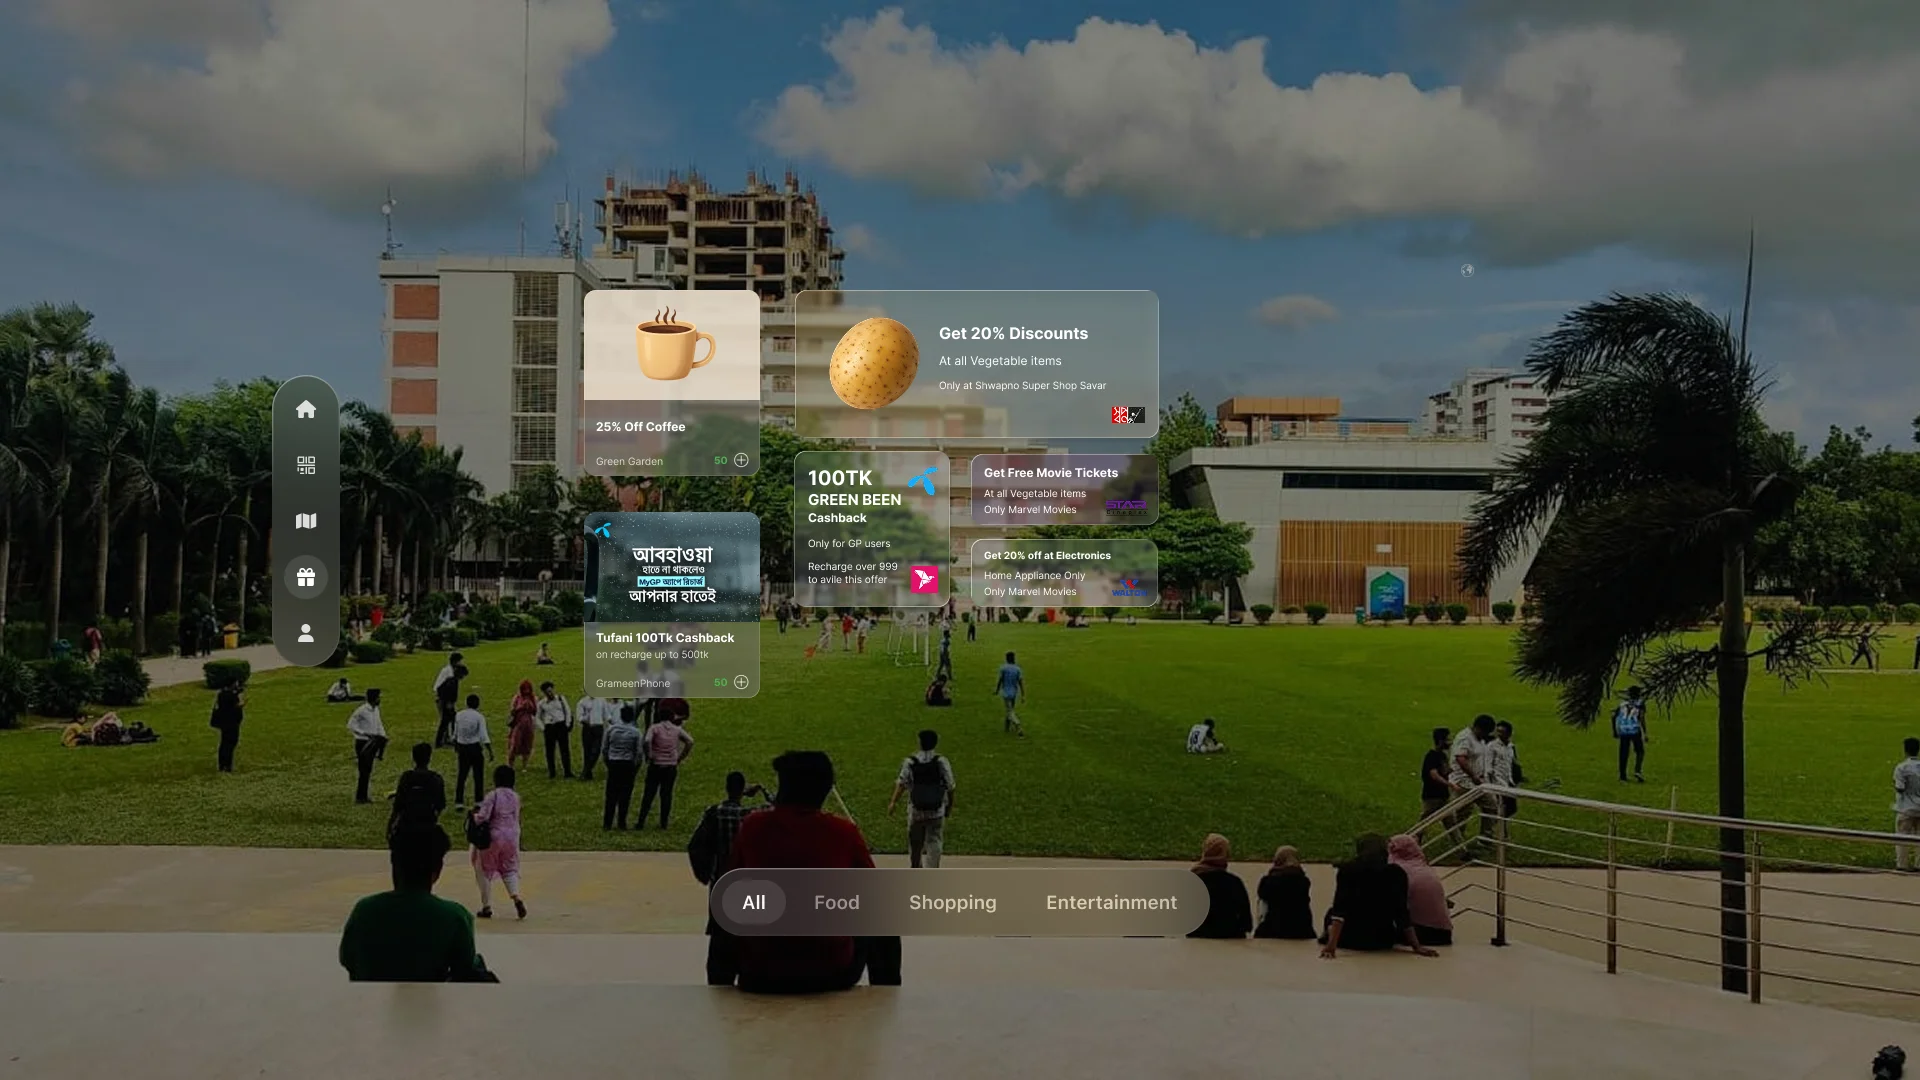 25% Off Coffee
Green Garden
50
আবহাওয়া
হাতে না থাকলেও
MyGP অ্যাপে রিচার্জ
আপনার হাতেই
Tufani 100Tk Cashback
on recharge up to 500tk
GrameenPhone
50
Get 20% Discounts
At all Vegetable items
Only at Shwapno Super Shop Savar
100TK
GREEN BEEN
Cashback
Only for GP users
Recharge over 999
to avile this offer
Get Free Movie Tickets
At all Vegetable items
Only Marvel Movies
STAR
Get 20% off at Electronics
Home Appliance Only
Only Marvel Movies
WALTON
All
Food
Shopping
Entertainment